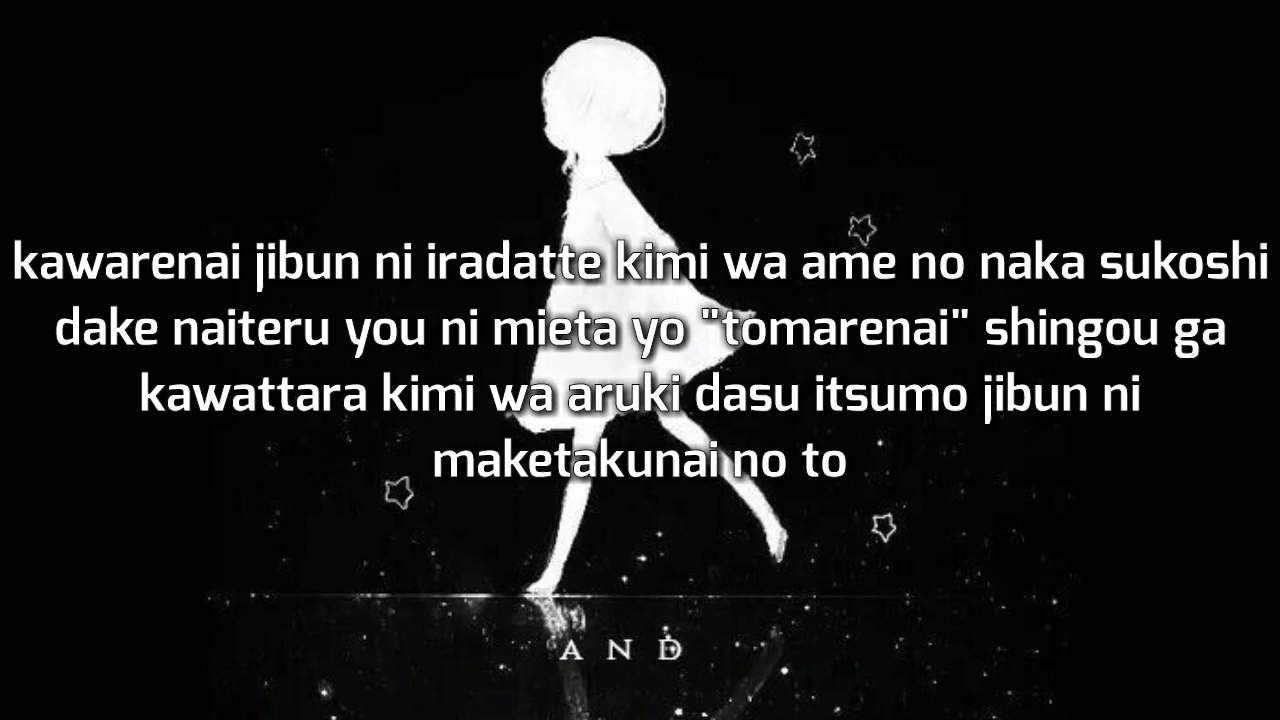 kawarenai jibun ni iradatte kimi wa ame no naka sukoshi
dake naiteru you ni mieta yo "tomarenai" shingou ga
kawattara kimi wa aruki dasu itsumo jibun ni
maketakunai no to
AND